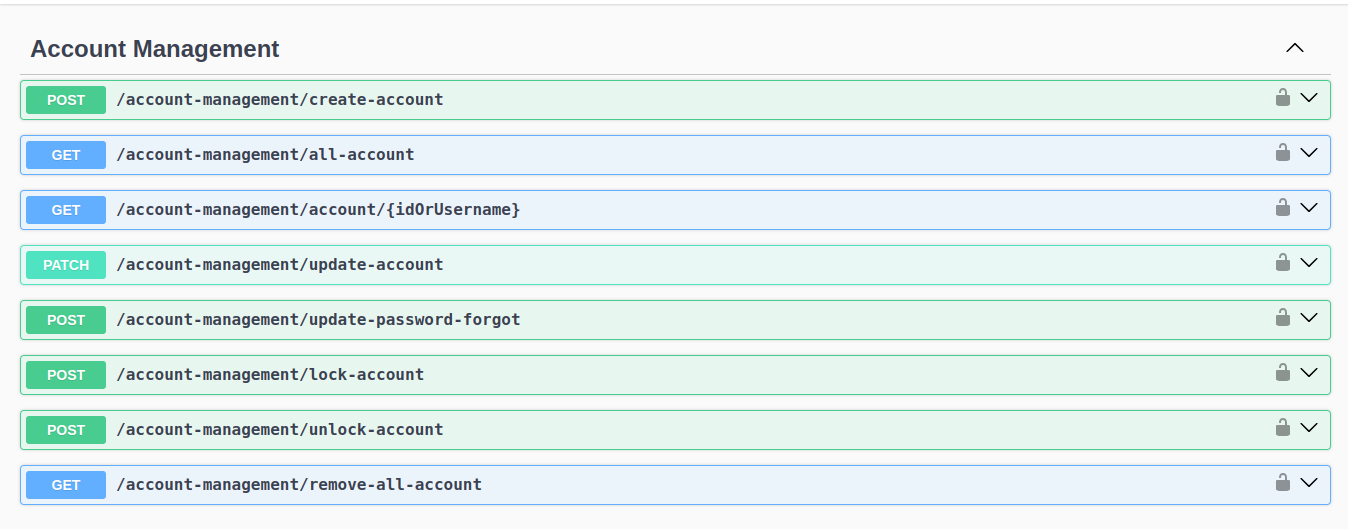 Account Management
POST /account-management/create-account
GET /account-management/all-account
GET /account-management/account/{idOrUsername}
PATCH /account-management/update-account
POST /account-management/update-password-forgot
POST /account-management/lock-account
POST /account-management/unlock-account
GET /account-management/remove-all-account